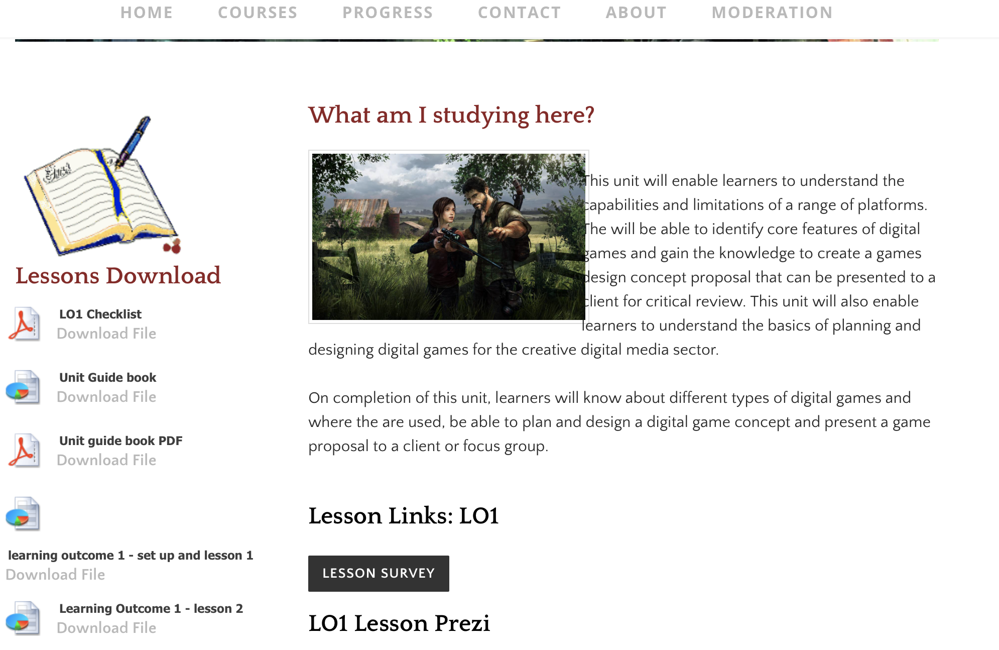 HOME COURSES PROGRESS CONTACT ABOUT MODERATION
Lessons Download
LO1 Checklist
Download File
Unit Guide book
Download File
Unit guide book PDF
Download File
learning outcome 1 - set up and lesson 1
Download File
Learning Outcome 1 - lesson 2
Download File
What am I studying here?
This unit will enable learners to understand the
capabilities and limitations of a range of platforms.
The will be able to identify core features of digital
games and gain the knowledge to create a games
design concept proposal that can be presented to a
client for critical review. This unit will also enable
learners to understand the basics of planning and
designing digital games for the creative digital media sector.
On completion of this unit, learners will know about different types of digital games and
where the are used, be able to plan and design a digital game concept and present a game
proposal to a client or focus group.
Lesson Links: LO1
LESSON SURVEY
LO1 Lesson Prezi